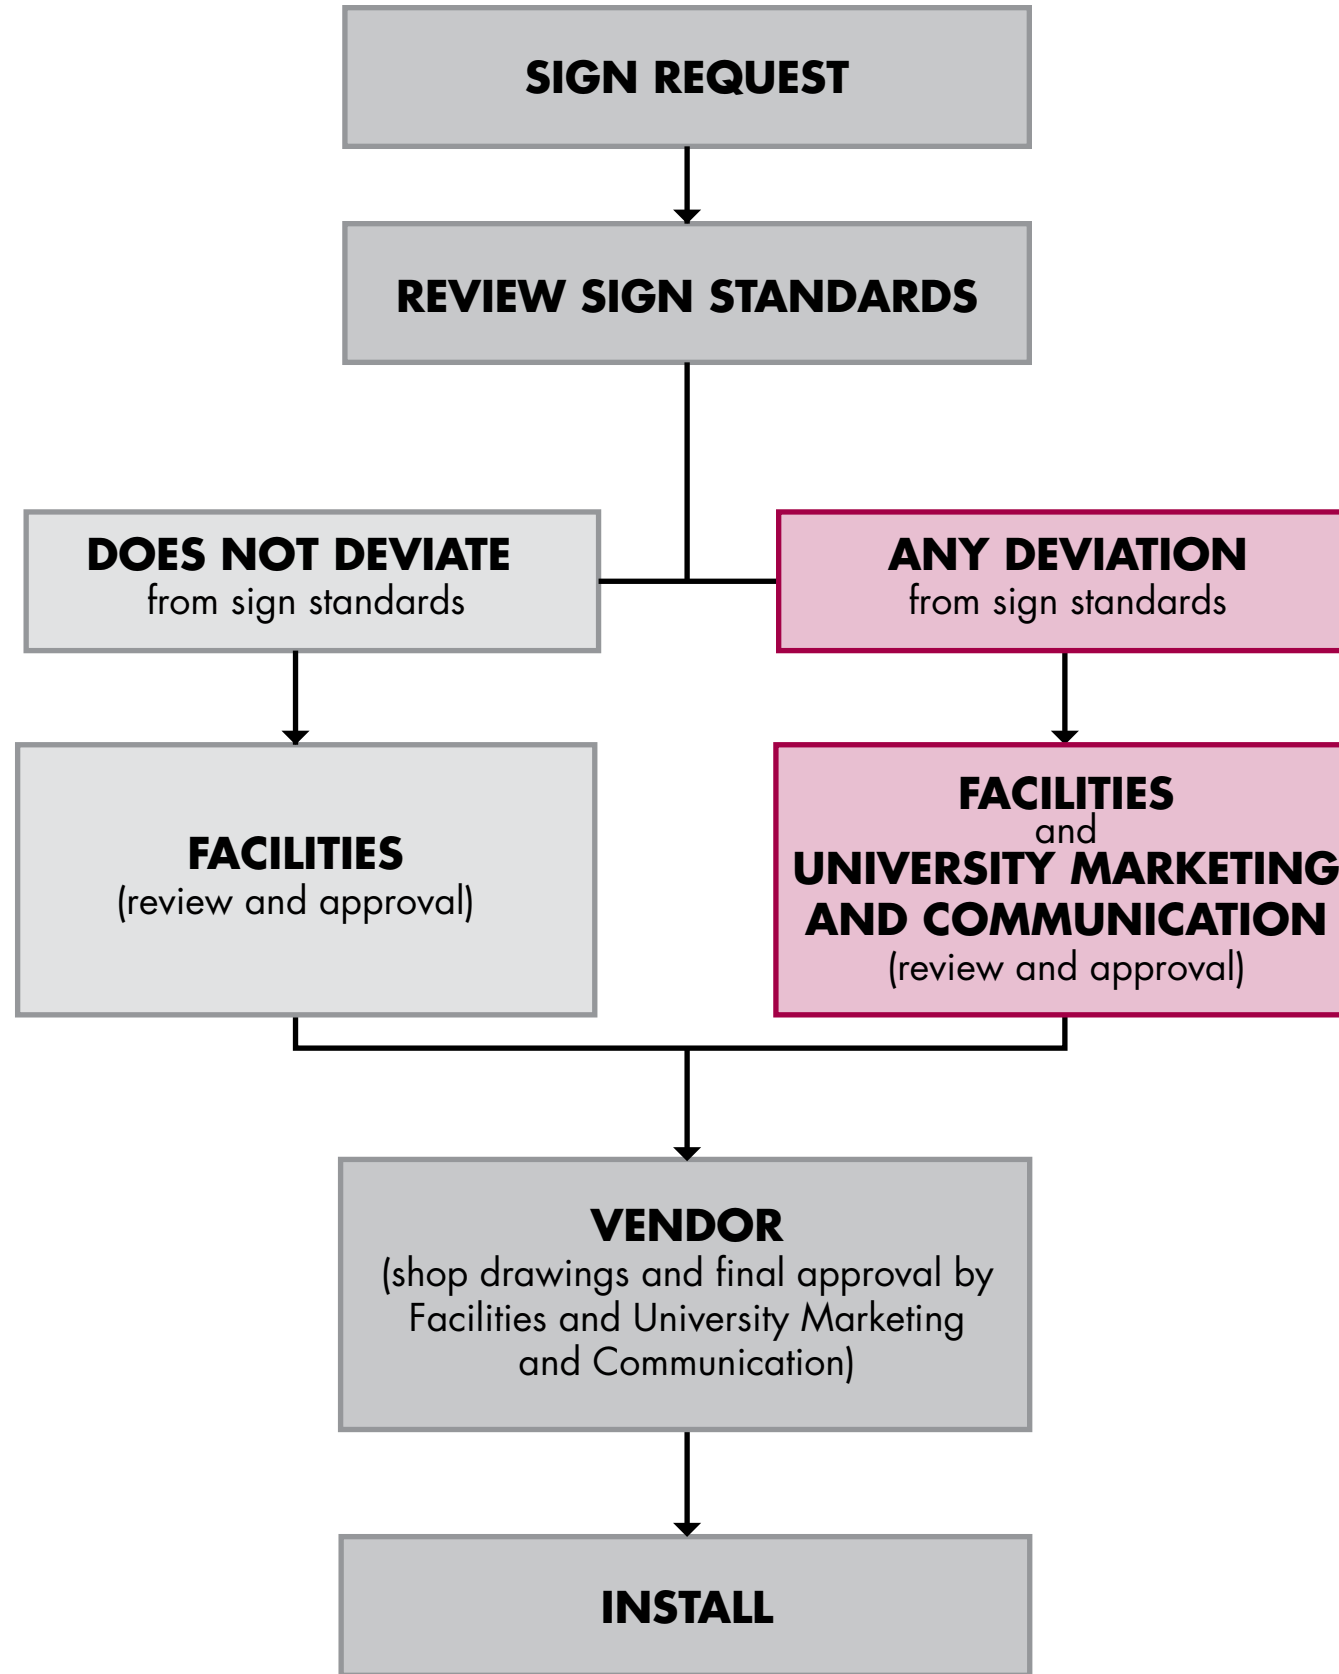 SIGN REQUEST
REVIEW SIGN STANDARDS
DOES NOT DEVIATE
from sign standards
ANY DEVIATION
from sign standards
FACILITIES
(review and approval)
FACILITIES
and
UNIVERSITY MARKETING
AND COMMUNICATION
(review and approval)
VENDOR
(shop drawings and final approval by
Facilities and University Marketing
and Communication)
INSTALL